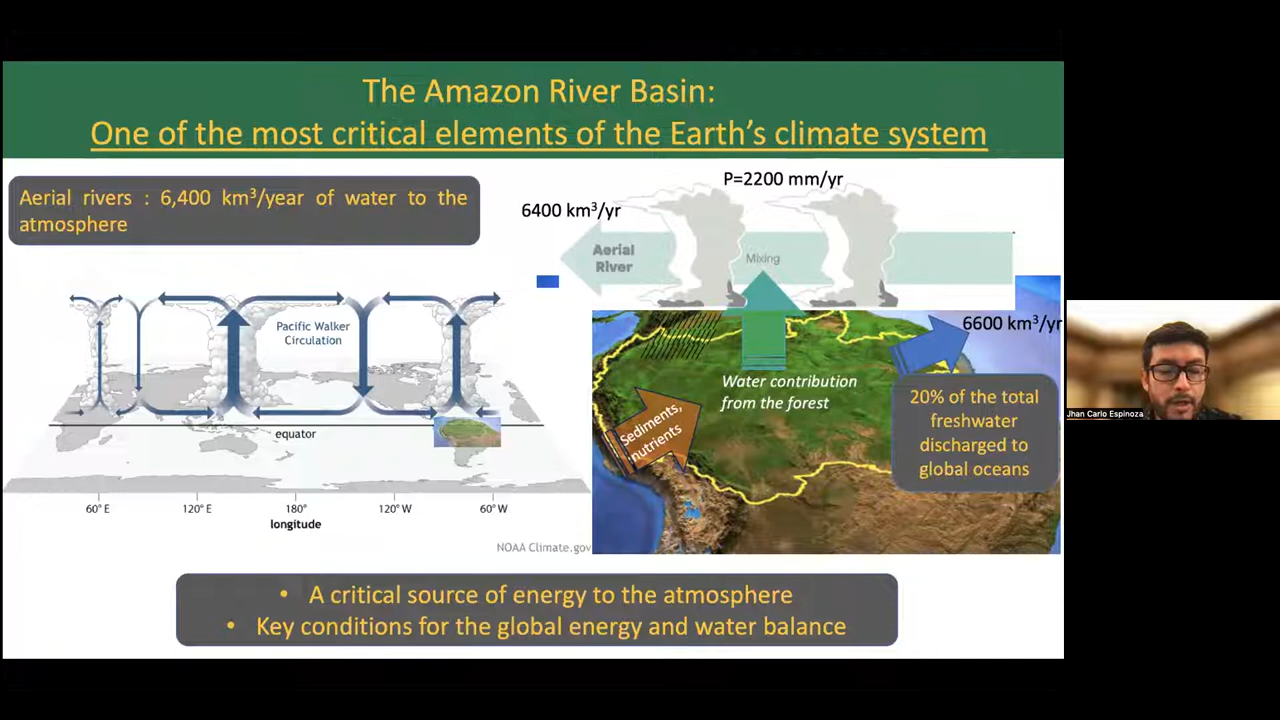 The Amazon River Basin:
One of the most critical elements of the Earth's climate system
Aerial rivers : 6,400 km³/year of water to the
atmosphere
P=2200 mm/yr
6400 km³/yr
Aerial
River
Mixing
6600 km³/yr
Water contribution
from the forest
Sediments,
nutrients
20% of the total
freshwater
discharged to
global oceans
Pacific Walker
Circulation
equator
60° E
120° E
180°
120° W
60° W
longitude
NOAA Climate.gov
• A critical source of energy to the atmosphere
• Key conditions for the global energy and water balance
Jhan Carlo Espinoza